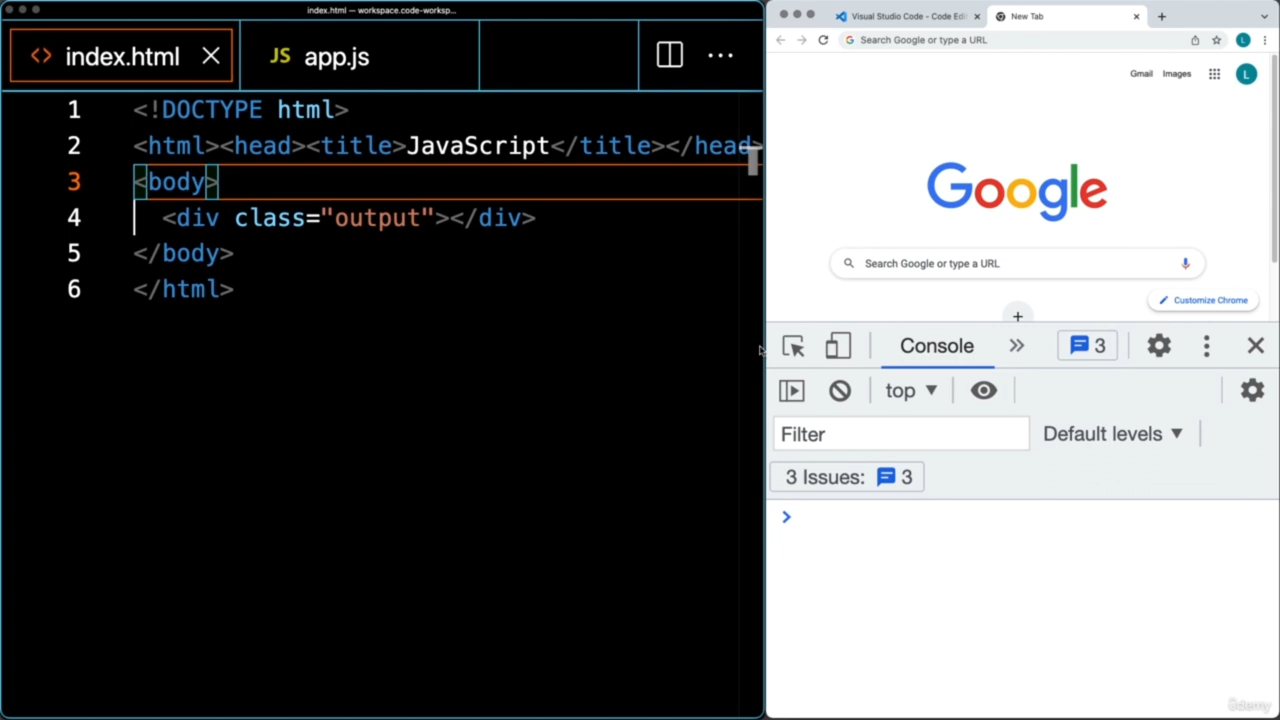 index.html — workspace.code-worksp...
index.html
JS app.js
1 <!DOCTYPE html>
2 <html><head><title>JavaScript</title></head>
3 <body>
4 <div class="output"></div>
5 </body>
6 </html>
Visual Studio Code - Code Edi
New Tab
Search Google or type a URL
L
Gmail Images L
Google
Search Google or type a URL
Customize Chrome
Console 3
top
Filter Default levels
3 Issues: 3
ûdemy